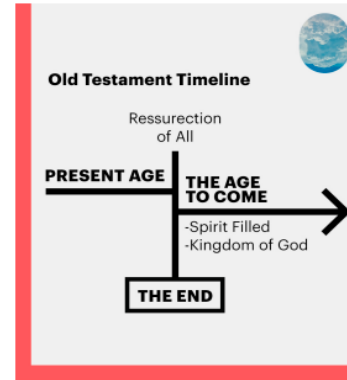 Old Testament Timeline
Ressurection
of All
PRESENT AGE
THE AGE
TO COME
-Spirit Filled
-Kingdom of God
THE END